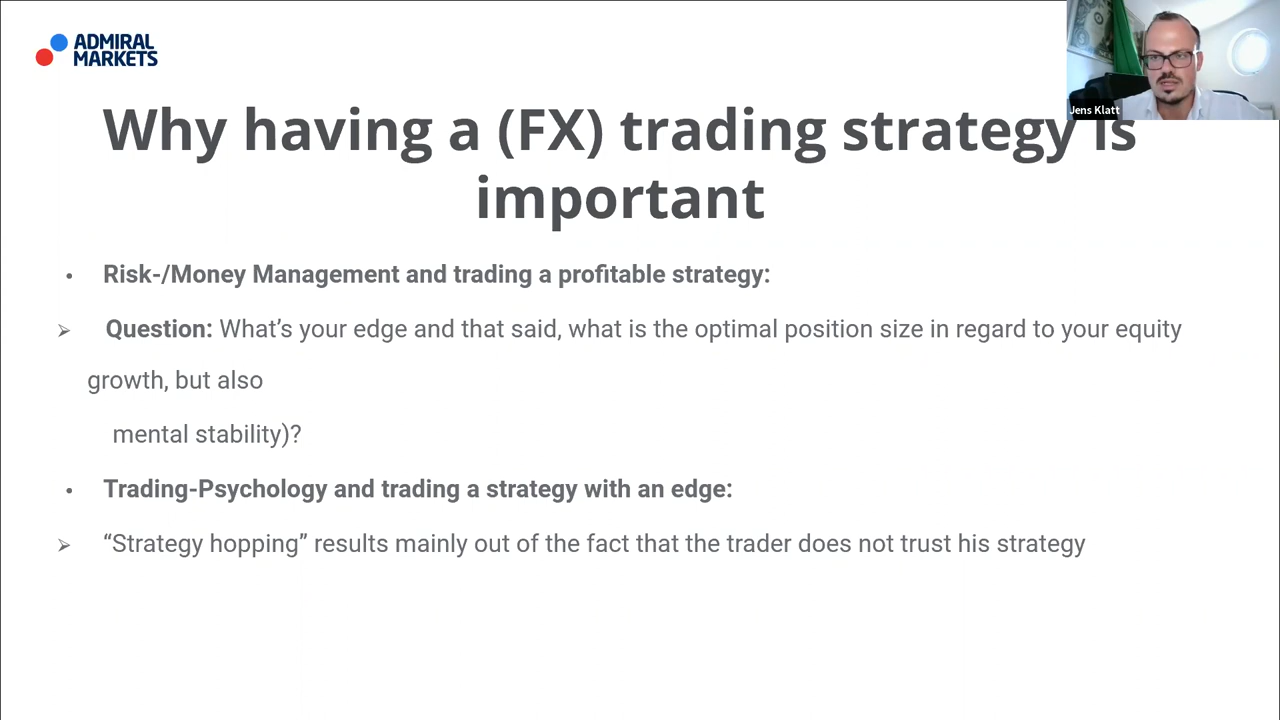 ADMIRAL
MARKETS
Jens Klatt
Why having a (FX) trading strategy is
important
• Risk-/Money Management and trading a profitable strategy:
➢ Question: What’s your edge and that said, what is the optimal position size in regard to your equity
growth, but also
mental stability)?
• Trading-Psychology and trading a strategy with an edge:
➢ “Strategy hopping” results mainly out of the fact that the trader does not trust his strategy